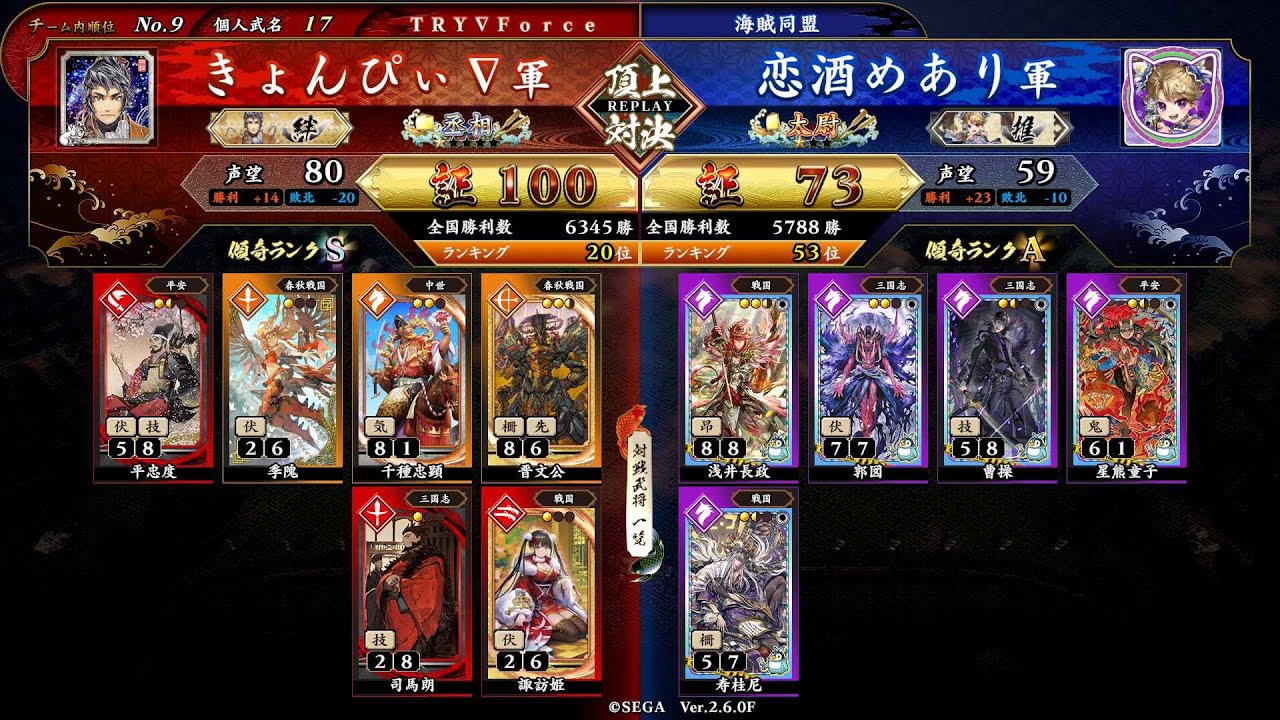 チーム内順位 No.9 個人武名 17 TRY∇Force 海賊同盟
きょんぴぃ∇軍 頂上 REPLAY 対決 恋酒めあり軍
絆 丞相 太尉 推
声望 80 証 100 証 73 声望 59
勝利 +14 敗北 -20 勝利 +23 敗北 -10
全国勝利数 6345勝 全国勝利数 5788勝
傾奇ランク S ランキング 20位 ランキング 53位 傾奇ランク A
平安 春秋戦国 中世 春秋戦国 戦国 三国志 三国志 平安
伏 技 伏 気 柵 先 昂 伏 技 鬼
5 8 2 6 8 1 8 6 8 8 7 7 5 8 6 1
平忠度 季隗 千種忠顕 晋文公 浅井長政 郭図 曹操 星熊童子
対戦武将一覧
三国志 戦国 戦国
技 伏 柵
2 8 2 6 5 7
司馬朗 諏訪姫 寿桂尼
©SEGA Ver.2.6.0F